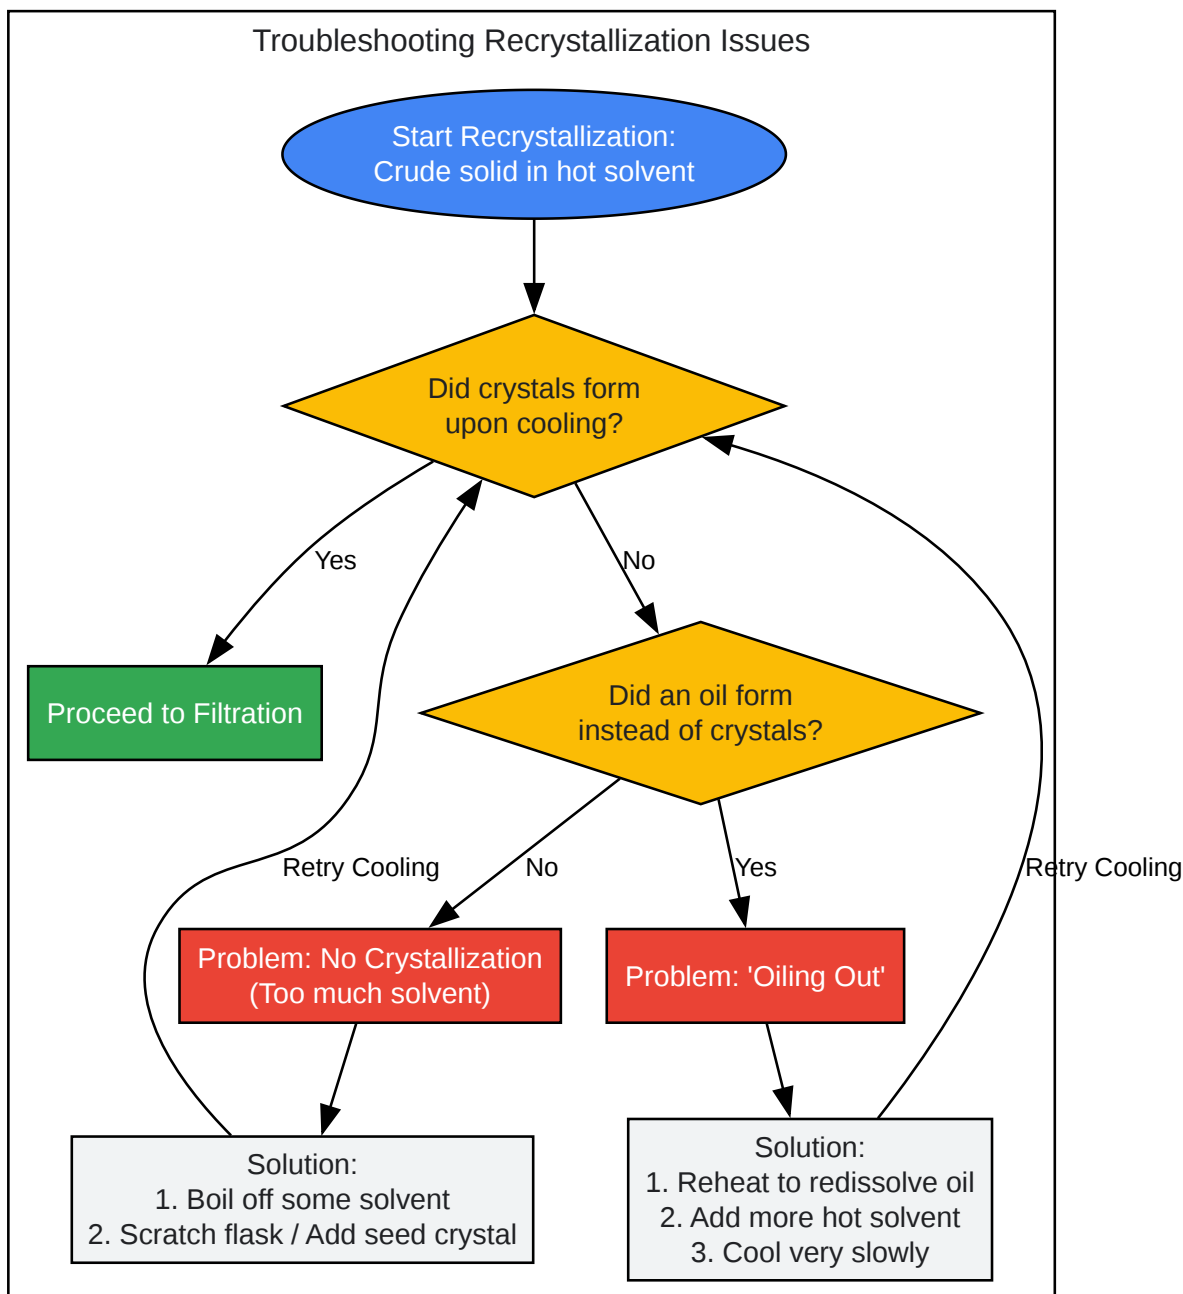 Troubleshooting Recrystallization Issues
Start Recrystallization:
Crude solid in hot solvent
Did crystals form
upon cooling?
Yes
No
Proceed to Filtration
Did an oil form
instead of crystals?
Retry Cooling
No
Yes
Retry Cooling
Problem: No Crystallization
(Too much solvent)
Problem: 'Oiling Out'
Solution:
1. Boil off some solvent
2. Scratch flask / Add seed crystal
Solution:
1. Reheat to redissolve oil
2. Add more hot solvent
3. Cool very slowly